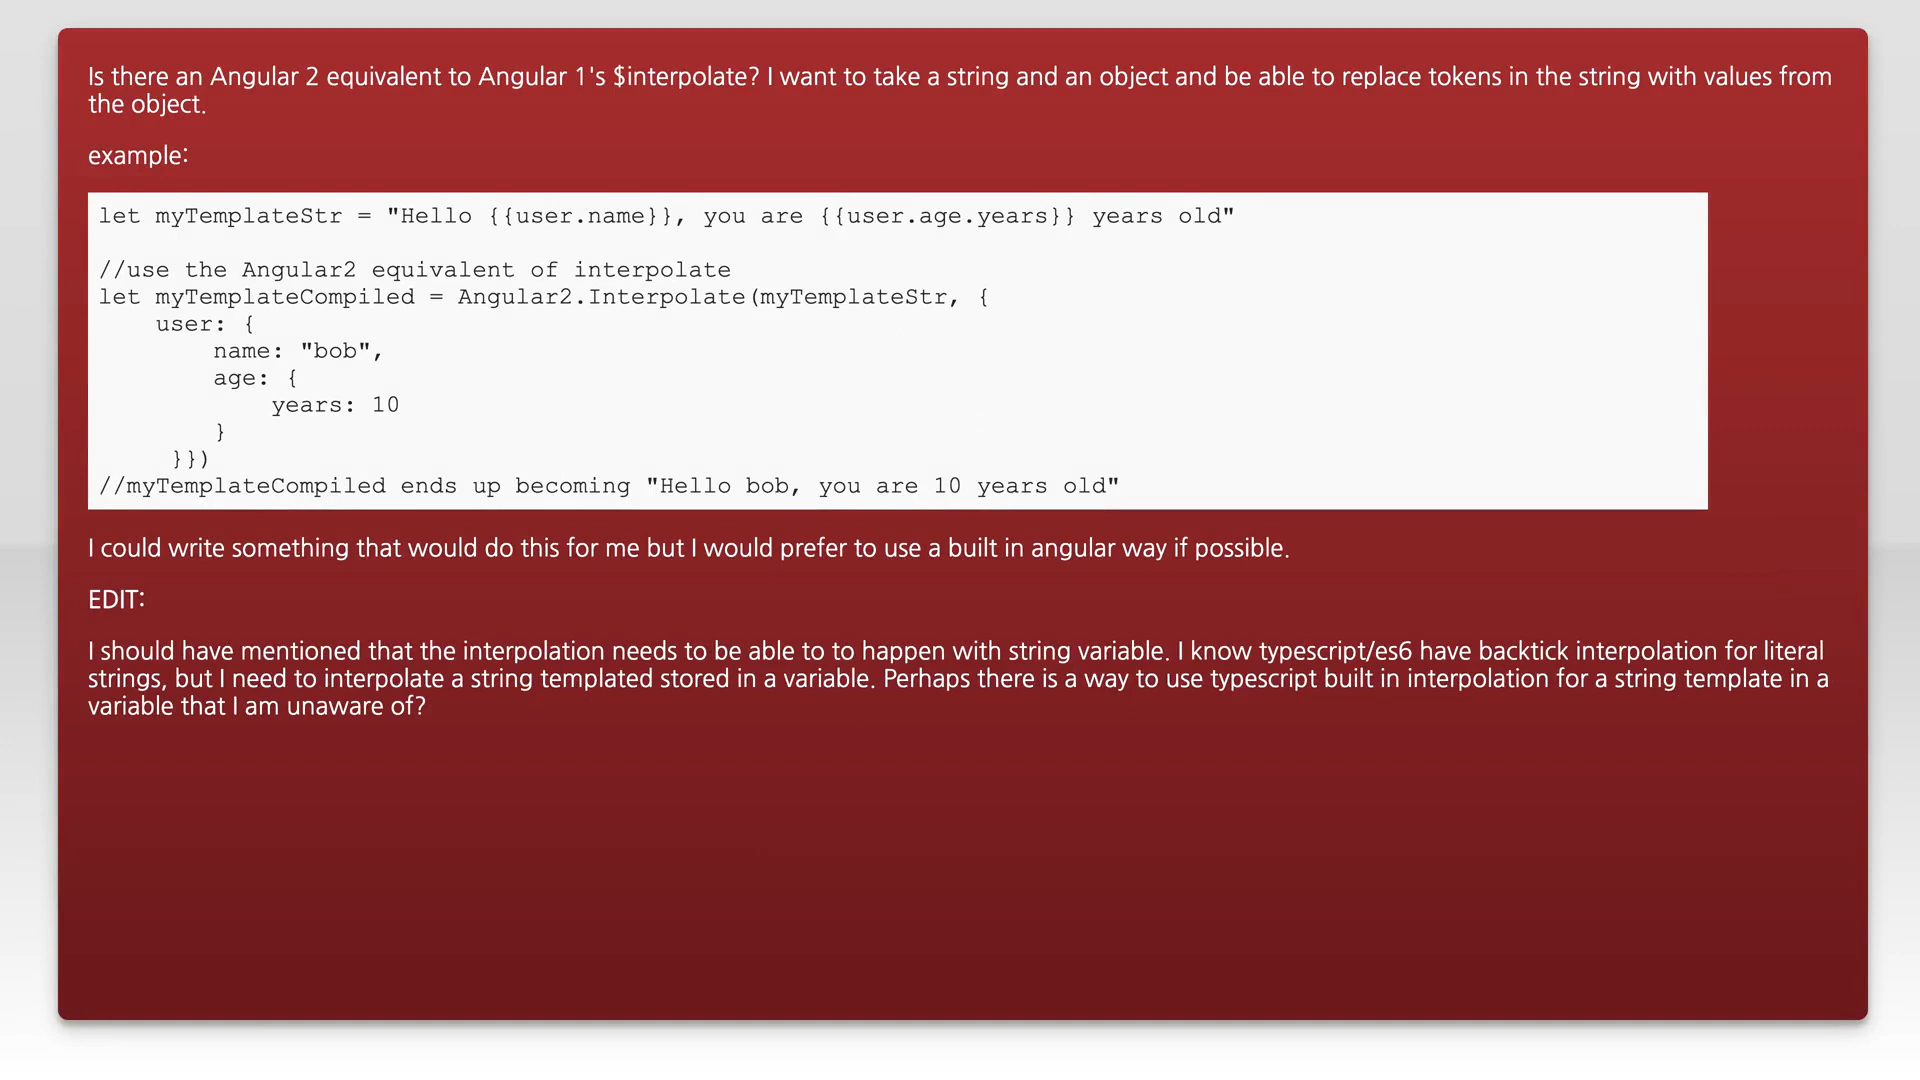 Is there an Angular 2 equivalent to Angular 1's $interpolate? I want to take a string and an object and be able to replace tokens in the string with values from
the object.
example:
let myTemplateStr = "Hello {{user.name}}, you are {{user.age.years}} years old"
//use the Angular2 equivalent of interpolate
let myTemplateCompiled = Angular2.Interpolate(myTemplateStr, {
    user: {
        name: "bob",
        age: {
            years: 10
        }
     }})
//myTemplateCompiled ends up becoming "Hello bob, you are 10 years old"
I could write something that would do this for me but I would prefer to use a built in angular way if possible.
EDIT:
I should have mentioned that the interpolation needs to be able to to happen with string variable. I know typescript/es6 have backtick interpolation for literal
strings, but I need to interpolate a string templated stored in a variable. Perhaps there is a way to use typescript built in interpolation for a string template in a
variable that I am unaware of?